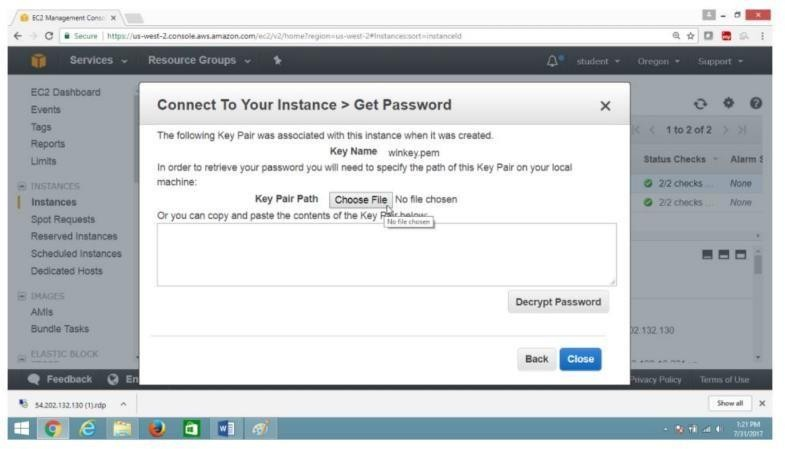 EC2 Management Consol
Secure | https://us-west-2.console.aws.amazon.com/ec2/v2/home?region=us-west-2#Instances:sort=instanceId
Services
Resource Groups
student
Oregon
Support
EC2 Dashboard
Events
Tags
Reports
Limits
INSTANCES
Instances
Spot Requests
Reserved Instances
Scheduled Instances
Dedicated Hosts
IMAGES
AMIs
Bundle Tasks
ELASTIC BLOCK
Connect To Your Instance > Get Password
The following Key Pair was associated with this instance when it was created.
Key Name winkey.pem
In order to retrieve your password you will need to specify the path of this Key Pair on your local
machine:
Key Pair Path Choose File No file chosen
Or you can copy and paste the contents of the Key Pair below:
No file chosen
Decrypt Password
Back Close
1 to 2 of 2
Status Checks Alarm S
2/2 checks ... None
2/2 checks ... None
02.132.130
Feedback
En
Privacy Policy Terms of Use
54.202.132.130 (1).rdp
Show all
1:21 PM
7/31/2017